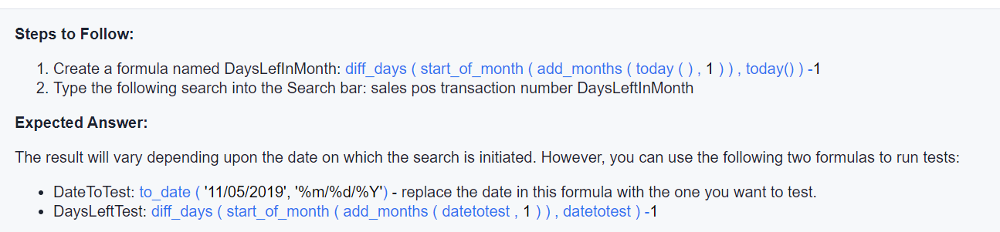 Steps to Follow:
1. Create a formula named DaysLefInMonth: diff_days ( start_of_month ( add_months ( today ( ) , 1 ) ) , today() ) -1
2. Type the following search into the Search bar: sales pos transaction number DaysLeftInMonth
Expected Answer:
The result will vary depending upon the date on which the search is initiated. However, you can use the following two formulas to run tests:
• DateToTest: to_date ( '11/05/2019', '%m/%d/%Y') - replace the date in this formula with the one you want to test.
• DaysLeftTest: diff_days ( start_of_month ( add_months ( datetotest , 1 ) ) , datetotest ) -1